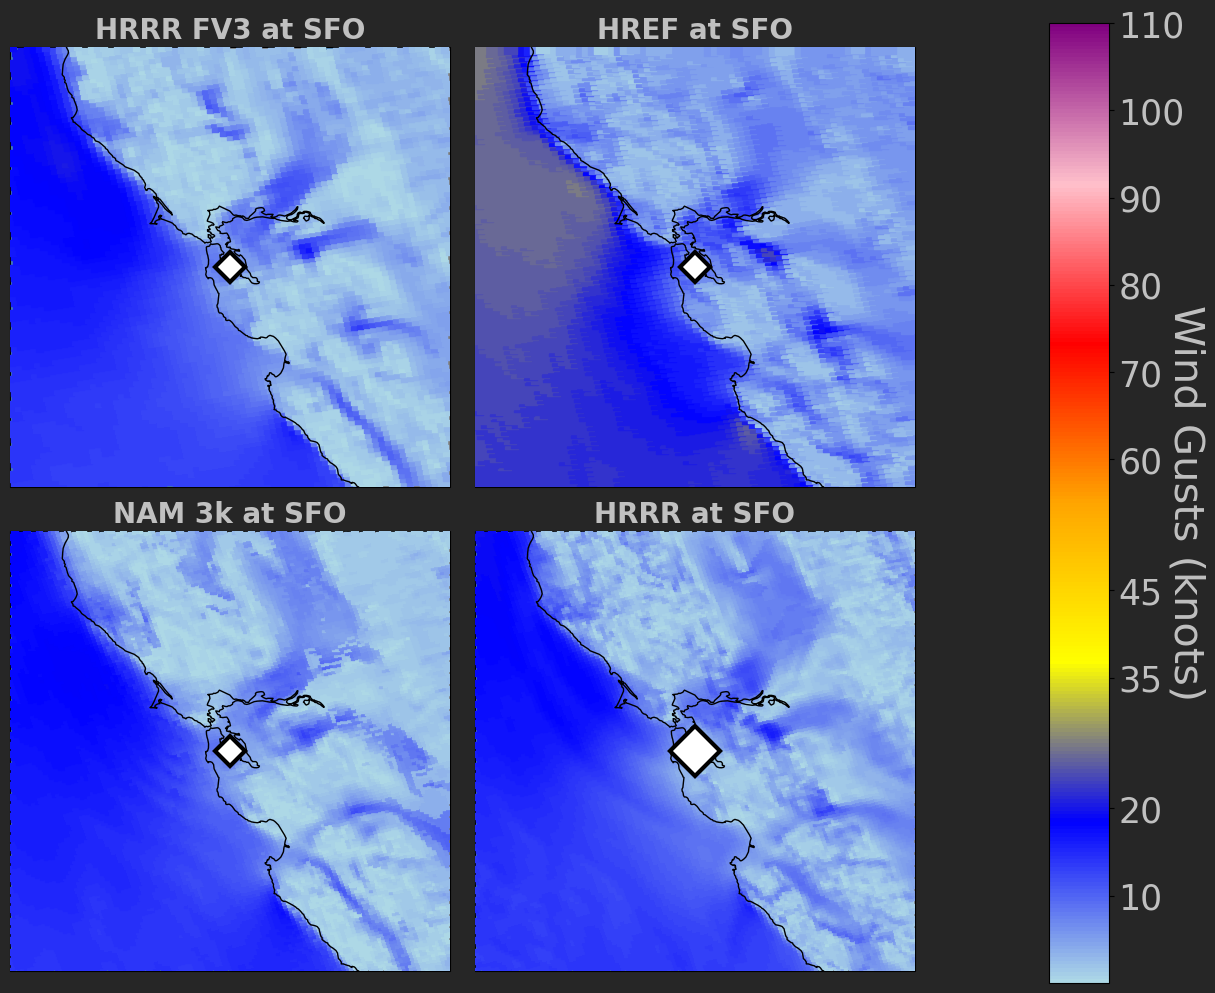 HRRR FV3 at SFO
HREF at SFO
NAM 3k at SFO
HRRR at SFO
110
100
90
80
70
60
45
35
20
10
Wind Gusts (knots)